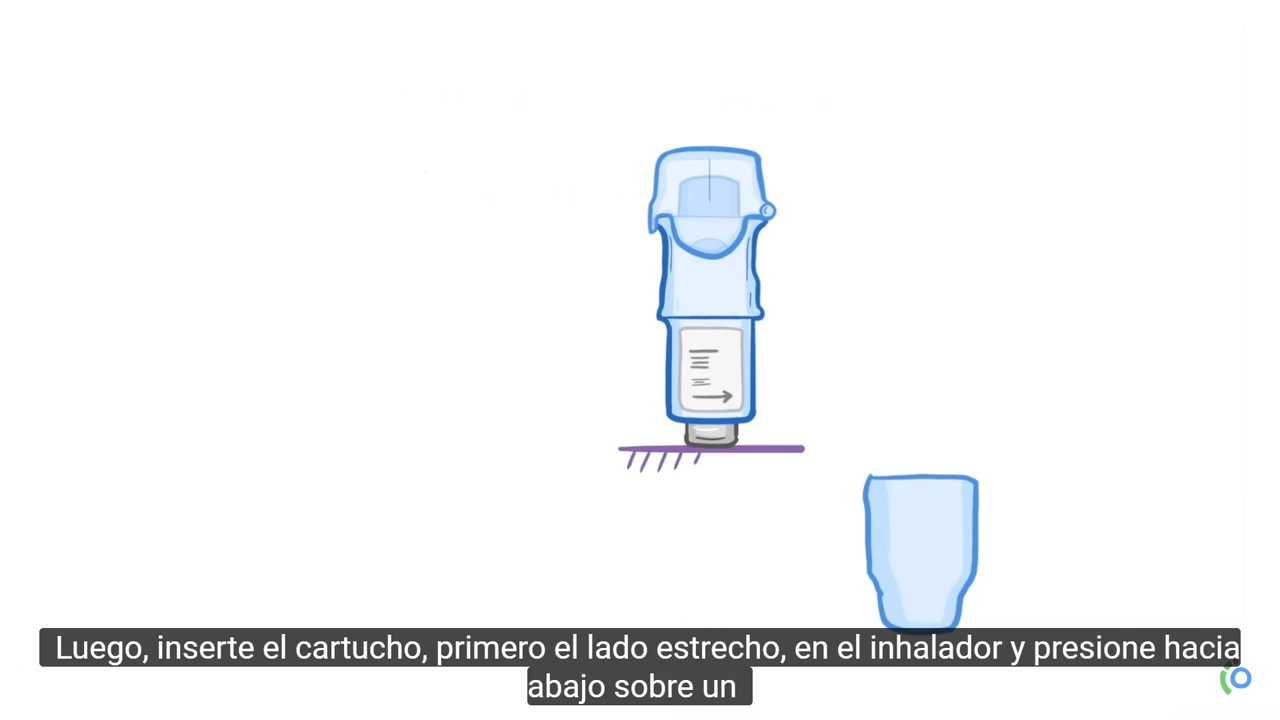 Luego, inserte el cartucho, primero el lado estrecho, en el inhalador y presione hacia
abajo sobre un